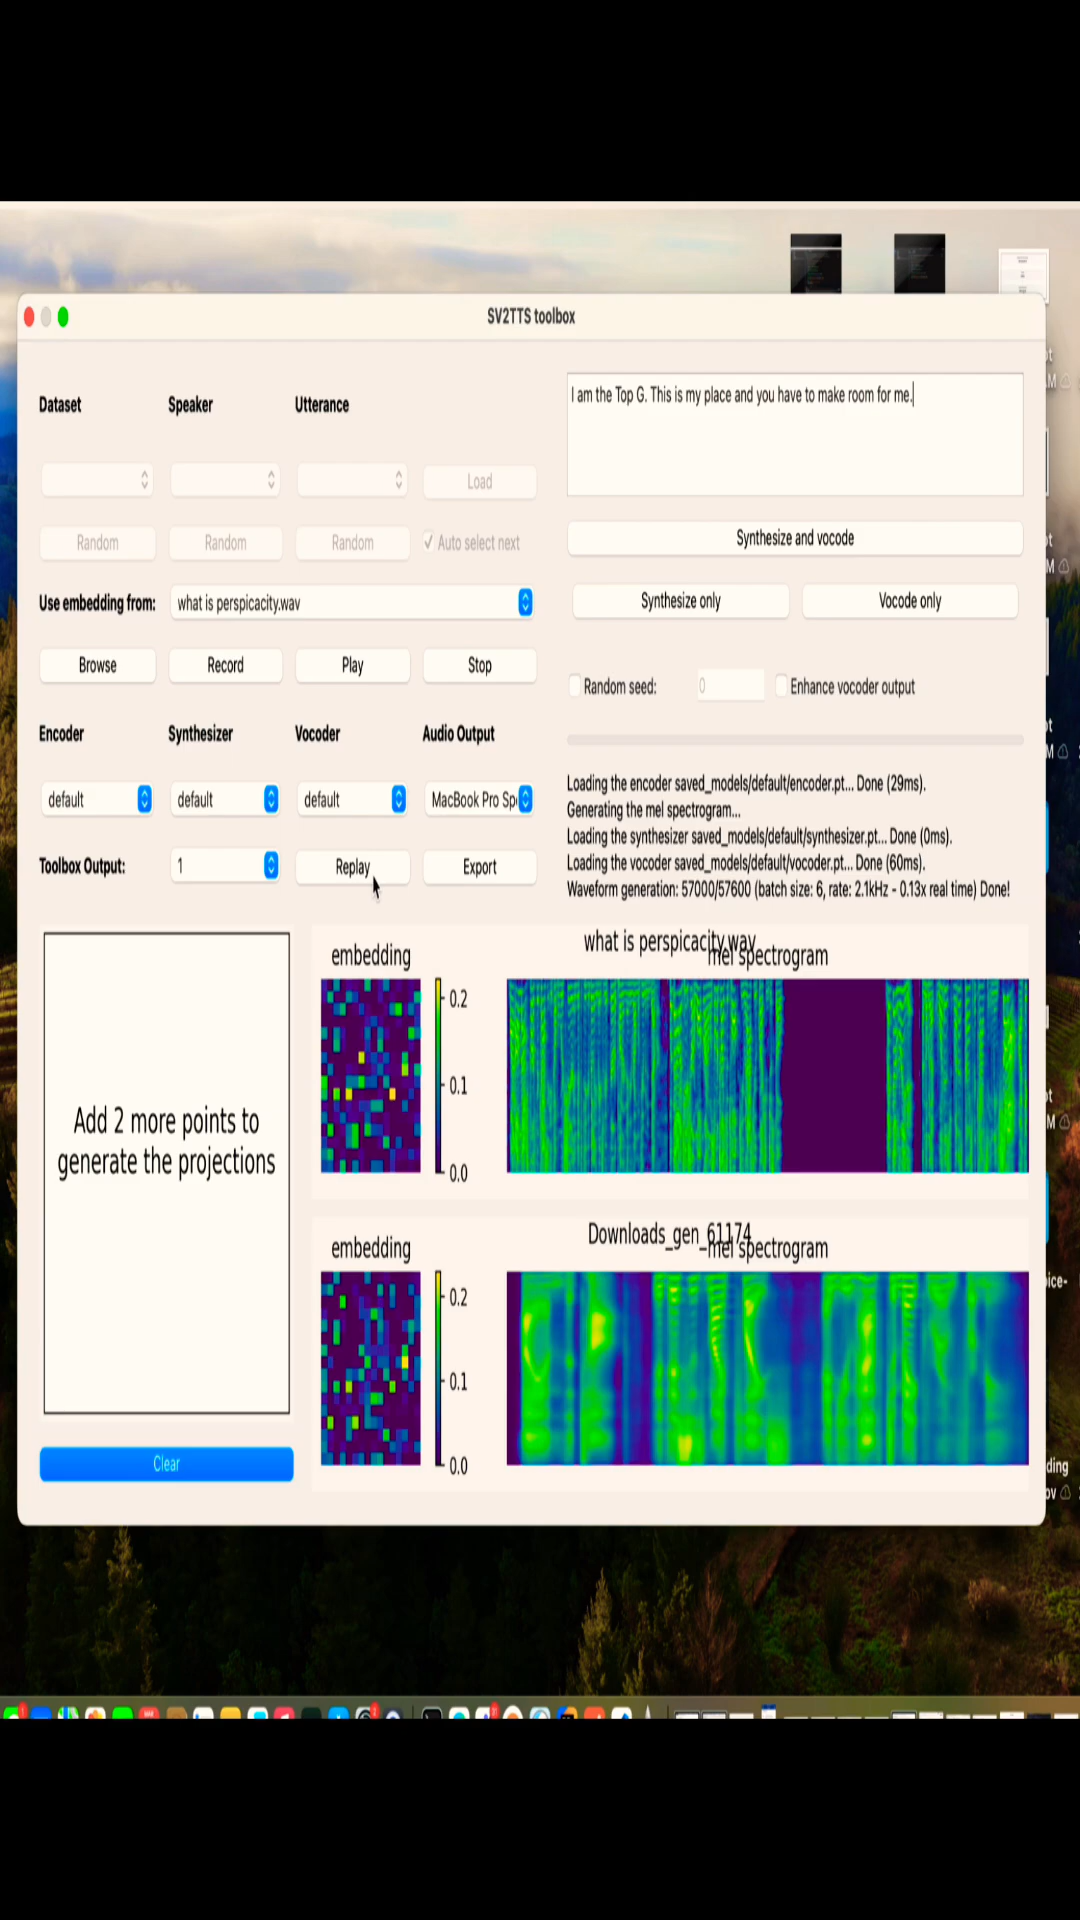 SV2TTS toolbox
Dataset
Speaker
Utterance
I am the Top G. This is my place and you have to make room for me.
Load
Random
Random
Random
Auto select next
Synthesize and vocode
Use embedding from:
what is perspicacity.wav
Synthesize only
Vocode only
Browse
Record
Play
Stop
Random seed:
0
Enhance vocoder output
Encoder
Synthesizer
Vocoder
Audio Output
default
default
default
MacBook Pro Sp
Loading the encoder saved_models/default/encoder.pt... Done (29ms).
Generating the mel spectrogram...
Loading the synthesizer saved_models/default/synthesizer.pt... Done (0ms).
Loading the vocoder saved_models/default/vocoder.pt... Done (60ms).
Waveform generation: 57000/57600 (batch size: 6, rate: 2.1kHz - 0.13x real time) Done!
Toolbox Output:
1
Replay
Export
Add 2 more points to
generate the projections
what is perspicacity.wav
embedding
mel spectrogram
0.2
0.1
0.0
Downloads_gen_61174
embedding
mel spectrogram
0.2
0.1
0.0
Clear